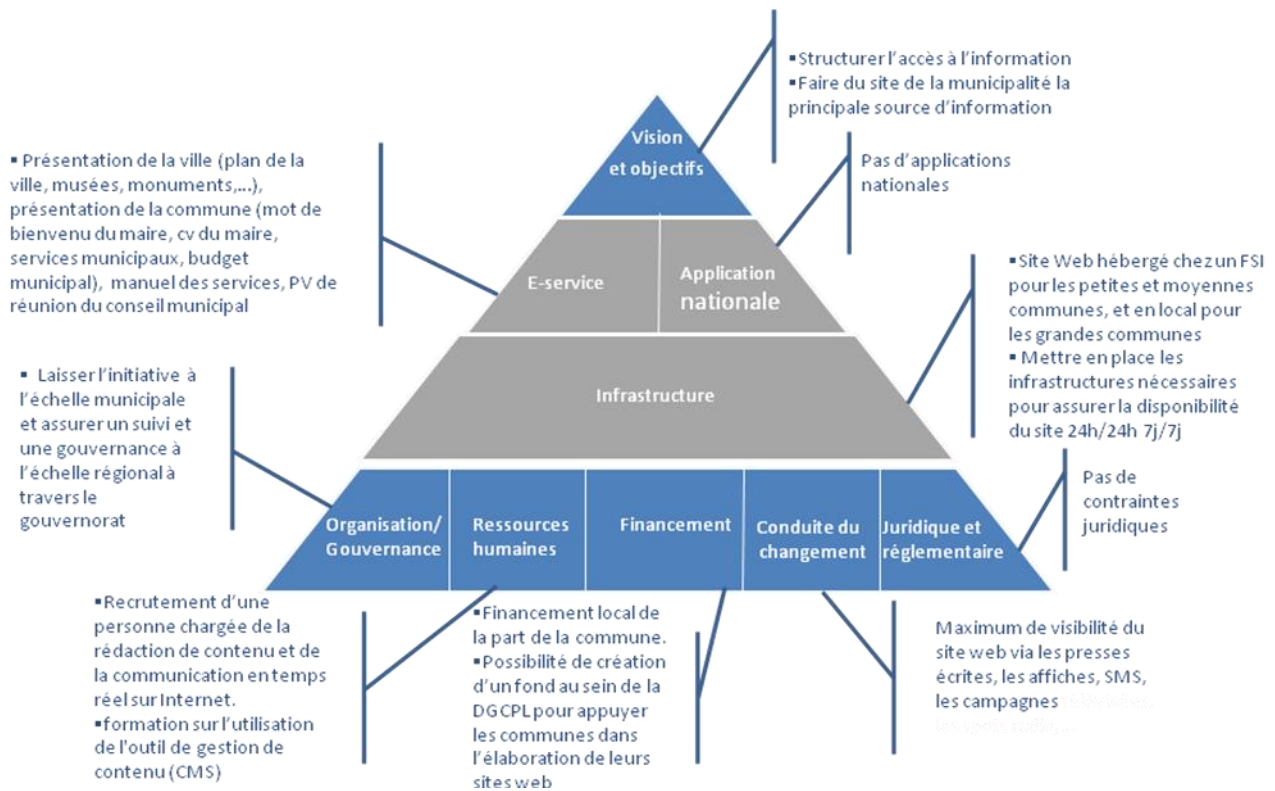 ▪Structurer l'accès à l'information
▪Faire du site de la municipalité la
principale source d'information
Vision
et objectifs
Pas d'applications
nationales
▪ Présentation de la ville (plan de la
ville, musées, monuments,...),
présentation de la commune (mot de
bienvenu du maire, cv du maire,
services municipaux, budget
municipal), manuel des services, PV de
réunion du conseil municipal
E-service
Application
nationale
▪Site Web hébergé chez un FSI
pour les petites et moyennes
communes, et en local pour
les grandes communes
▪ Mettre en place les
infrastructures nécessaires
pour assurer la disponibilité
du site 24h/24h 7j/7j
Infrastructure
▪ Laisser l'initiative à
l'échelle municipale
et assurer un suivi et
une gouvernance à
l'échelle régional à
travers le
gouvernorat
Pas de
contraintes
juridiques
Organisation/
Gouvernance
Ressources
humaines
Financement
Conduite du
changement
Juridique et
réglementaire
▪Recrutement d'une
personne chargée de la
rédaction de contenu et de
la communication en temps
réel sur Internet.
▪formation sur l'utilisation
de l'outil de gestion de
contenu (CMS)
▪Financement local de
la part de la commune.
▪Possibilité de création
d'un fond au sein de la
DGCPL pour appuyer
les communes dans
l'élaboration de leurs
sites web
Maximum de visibilité du
site web via les presses
écrites, les affiches, SMS,
les campagnes